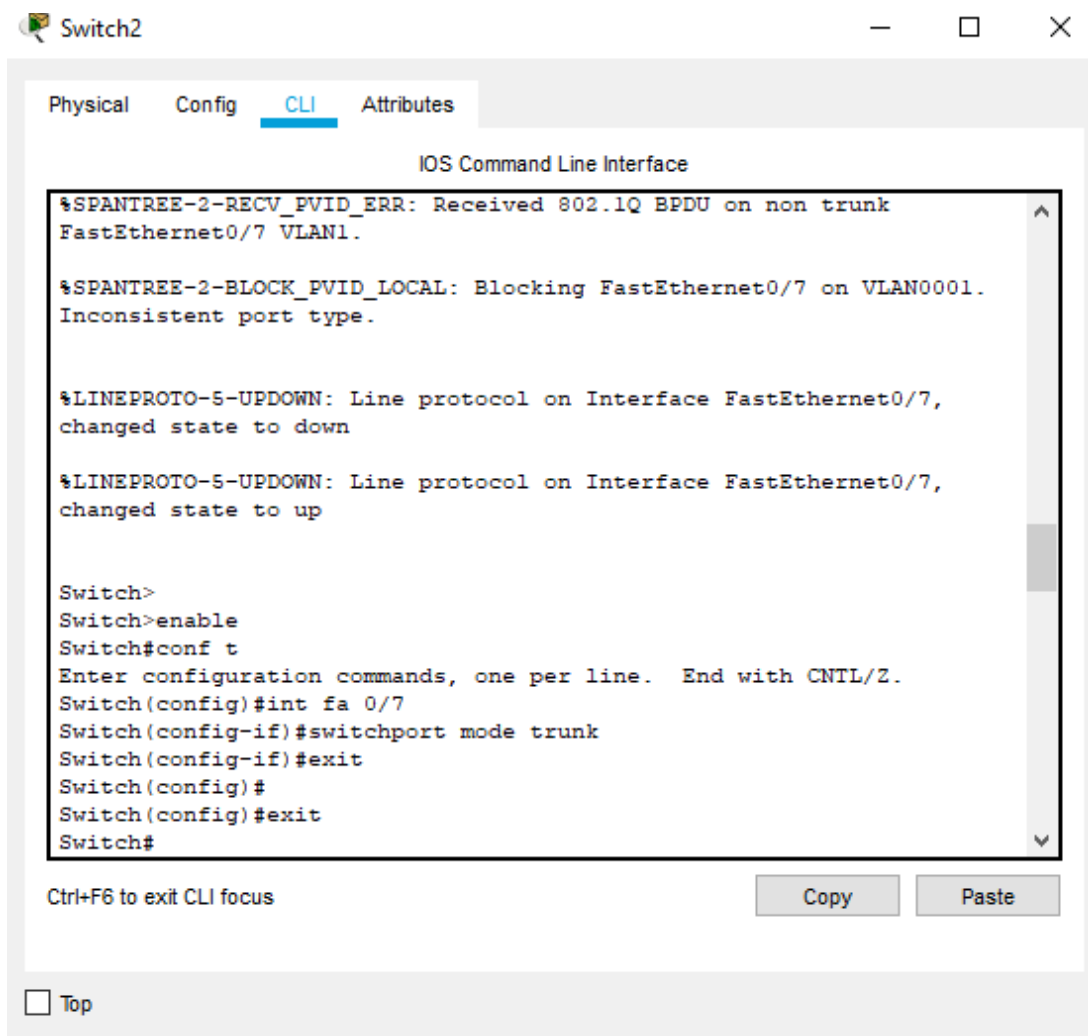 Switch2
Physical Config CLI Attributes
IOS Command Line Interface
%SPANTREE-2-RECV_PVID_ERR: Received 802.1Q BPDU on non trunk
FastEthernet0/7 VLAN1.
%SPANTREE-2-BLOCK_PVID_LOCAL: Blocking FastEthernet0/7 on VLAN0001.
Inconsistent port type.
%LINEPROTO-5-UPDOWN: Line protocol on Interface FastEthernet0/7,
changed state to down
%LINEPROTO-5-UPDOWN: Line protocol on Interface FastEthernet0/7,
changed state to up
Switch>
Switch>enable
Switch#conf t
Enter configuration commands, one per line.  End with CNTL/Z.
Switch(config)#int fa 0/7
Switch(config-if)#switchport mode trunk
Switch(config-if)#exit
Switch(config)#
Switch(config)#exit
Switch#
Ctrl+F6 to exit CLI focus Copy Paste
Top